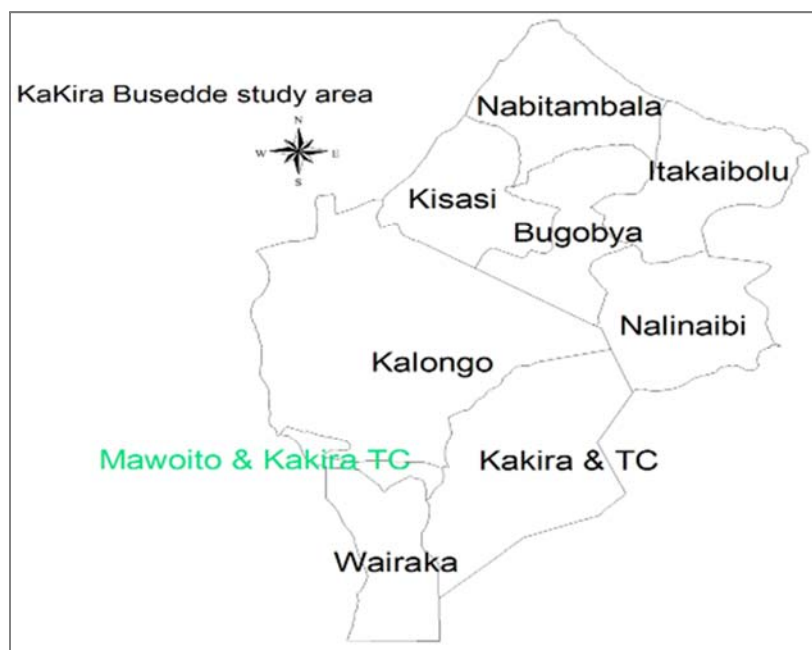 Nabitambala
KaKira Busedde study area
N
W E
S
Itakaibolu
Kisasi
Bugobya
Nalinaibi
Kalongo
Mawoito & Kakira TC
Kakira & TC
Wairaka